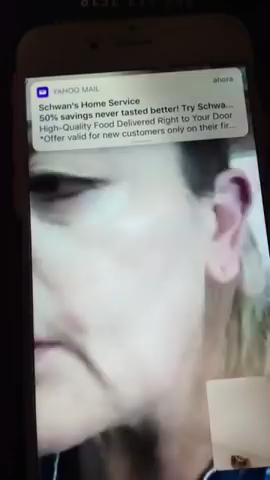 YAHOO MAIL
ahora
Schwan's Home Service
50% savings never tasted better! Try Schwa...
High-Quality Food Delivered Right to Your Door
*Offer valid for new customers only on their fir...